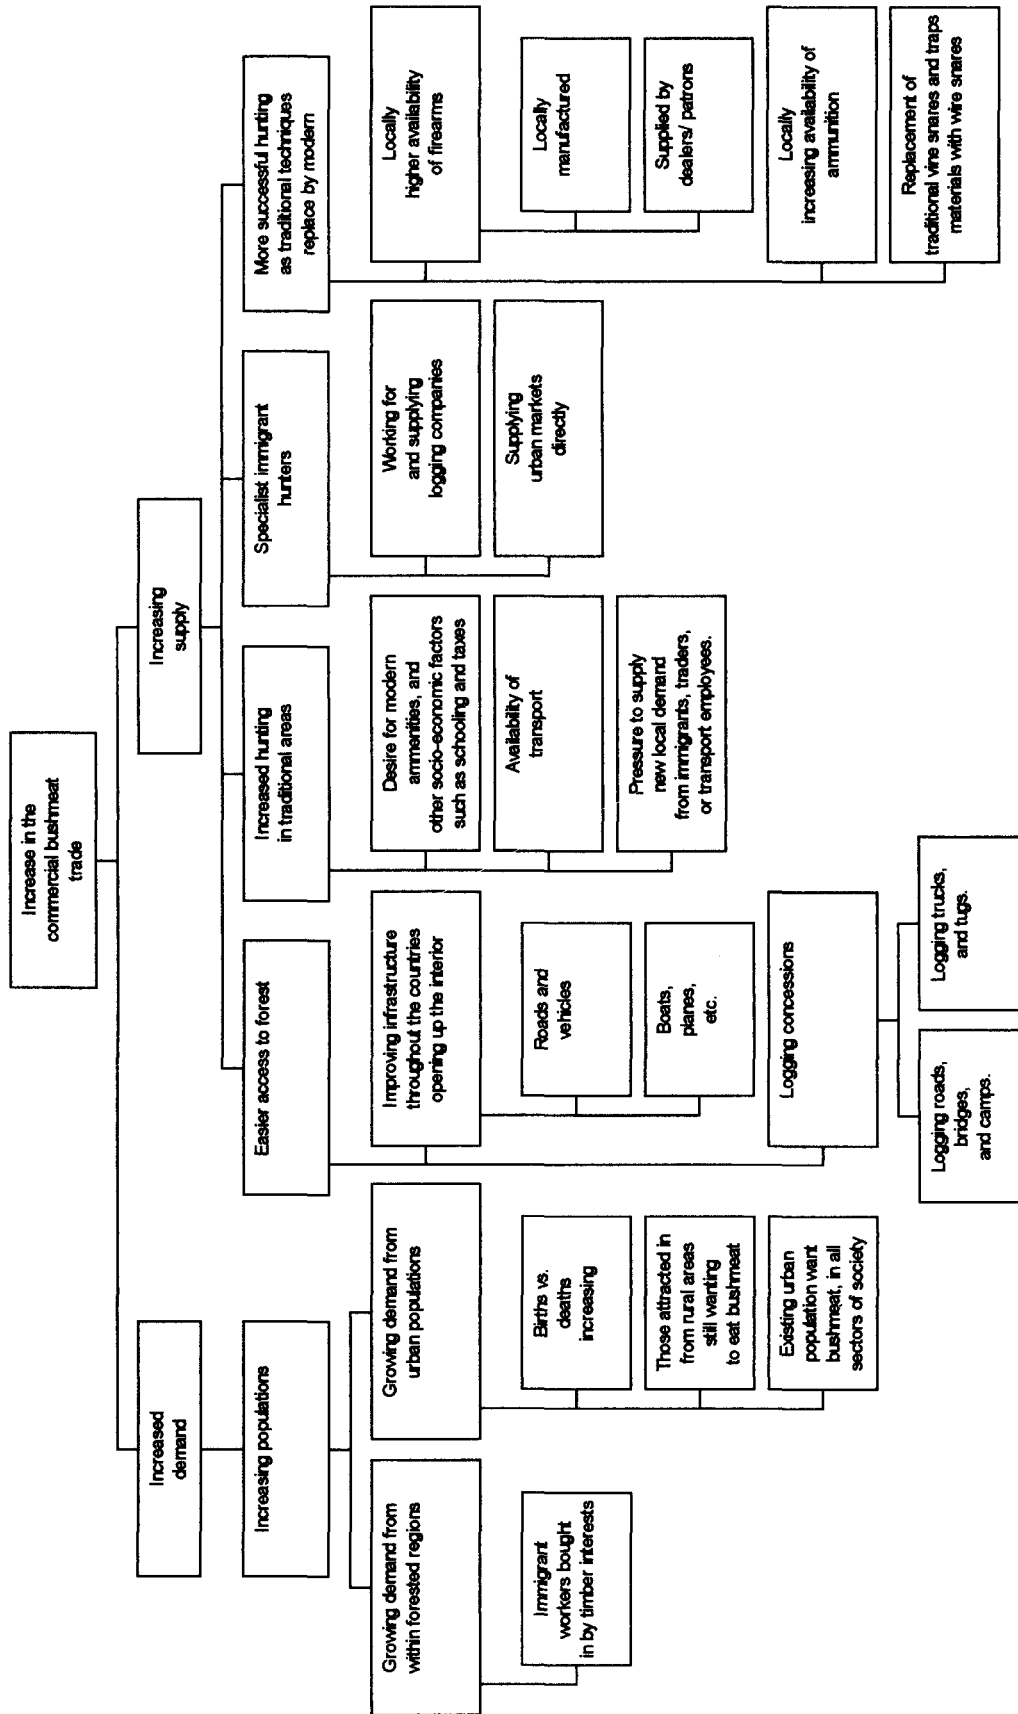 Increase in the
commercial bushmeat
trade
Increased
demand
Increasing populations
Growing demand from
within forested regions
Immigrant
workers bought
in by timber interests
Growing demand from
urban populations
Births vs.
deaths
increasing
Those attracted in
from rural areas
still wanting
to eat bushmeat
Existing urban
population want
bushmeat, in all
sectors of society
Increasing
supply
Easier access to forest
Improving infrastructure
throughout the countries
opening up the interior
Roads and
vehicles
Boats,
planes,
etc.
Logging concessions
Logging roads,
bridges,
and camps.
Logging trucks,
and tugs.
Increased hunting
in traditional areas
Desire for modern
ammenities, and
other socio-economic factors
such as schooling and taxes
Availability of
transport
Pressure to supply
new local demand
from immigrants, traders,
or transport employees.
Specialist immigrant
hunters
Working for
and supplying
logging companies
Supplying
urban markets
directly
More successful hunting
as traditional techniques
replace by modern
Locally
higher availability
of firearms
Locally
manufactured
Supplied by
dealers/ patrons
Locally
increasing availability of
ammunition
Replacement of
traditional vine snares and traps
materials with wire snares